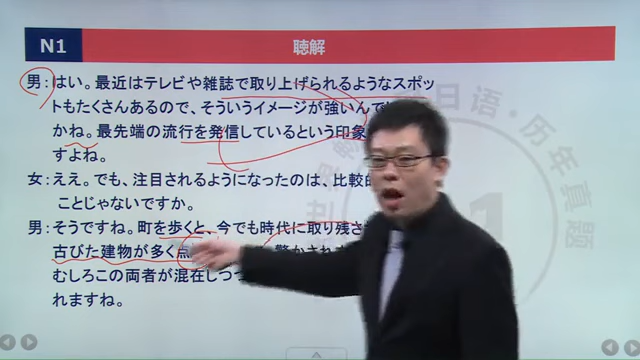 N1
聴解
男：はい。最近はテレビや雑誌で取り上げられるようなスポッ
トもたくさんあるので、そういうイメージが強いん
かね。最先端の流行を発信しているという印象
すよね。
女：ええ。でも、注目されるようになったのは、比較的
ことじゃないですか。
男：そうですね。町を歩くと、今でも時代に取り残さ
古びた建物が多く点
むしろこの両者が混在しつ
れますね。
日语·历年真题